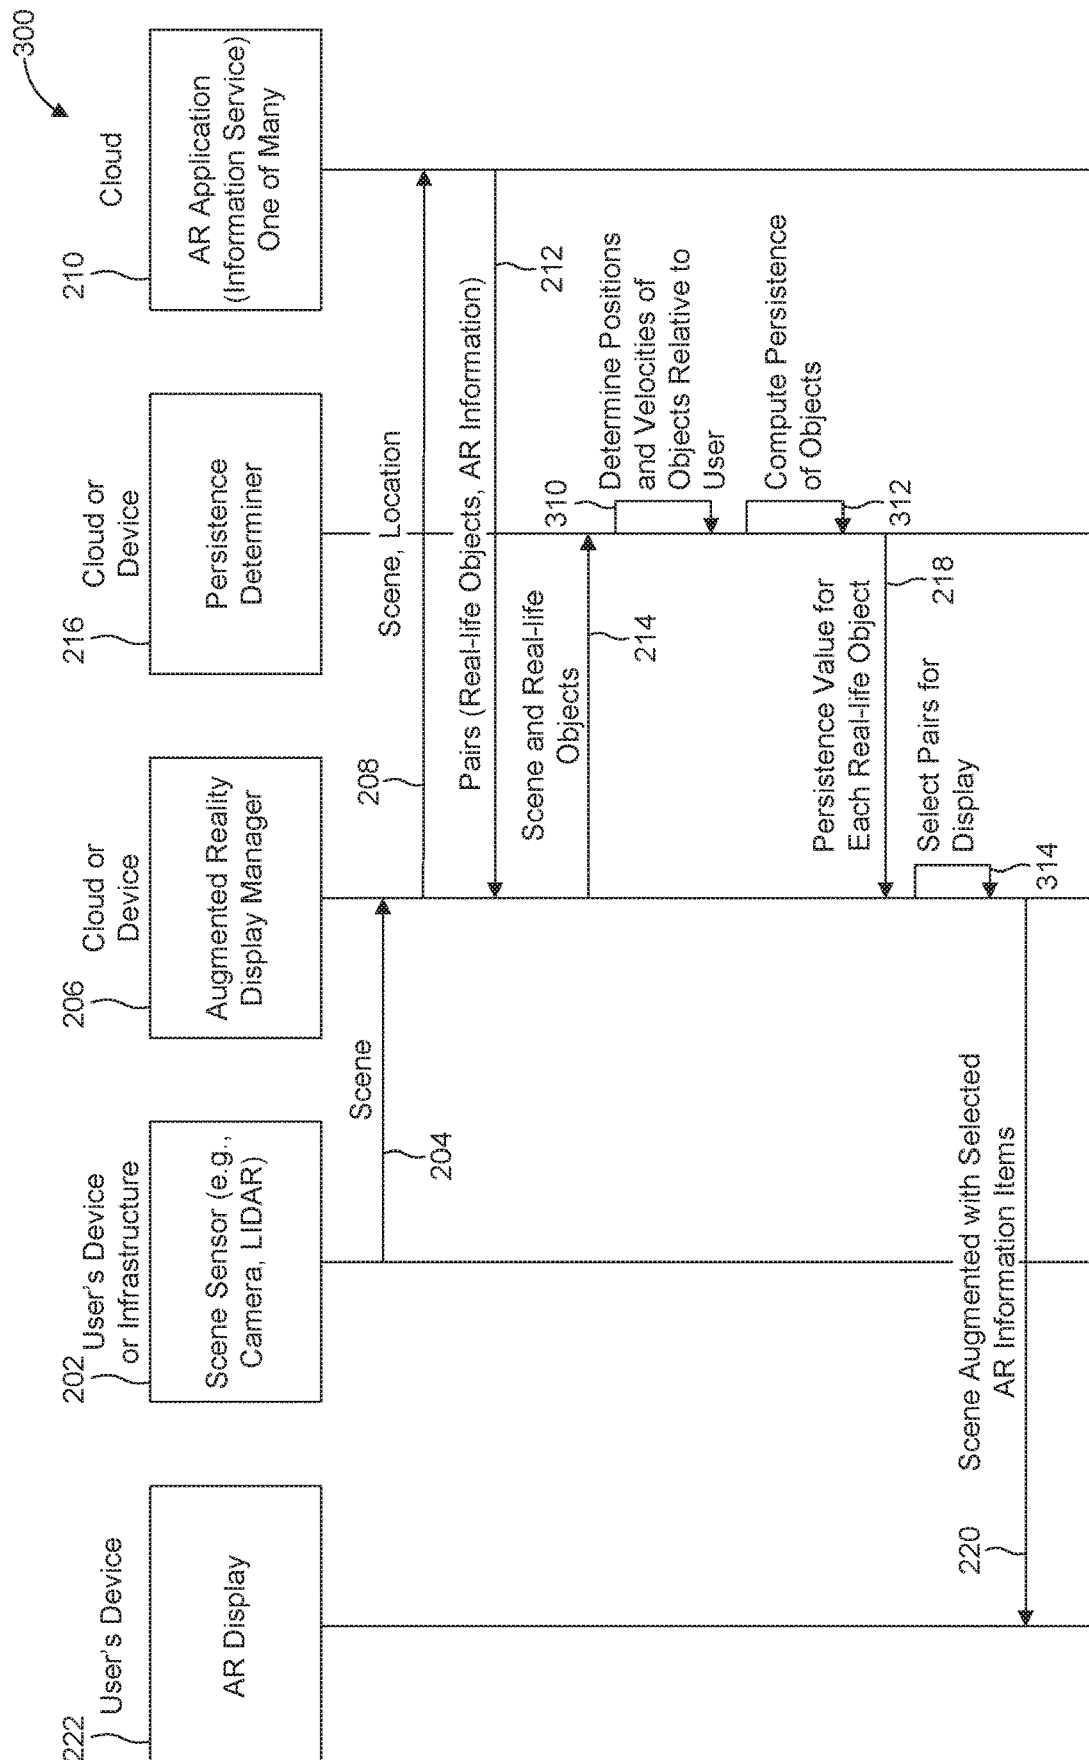 300
222
User's Device
AR Display
202
User's Device
or Infrastructure
Scene Sensor (e.g.,
Camera, LIDAR)
206
Cloud or
Device
Augmented Reality
Display Manager
216
Cloud or
Device
Persistence
Determiner
210
Cloud
AR Application
(Information Service)
One of Many
Scene
204
Scene, Location
208
Pairs (Real-life Objects, AR Information)
212
Scene and Real-life
Objects
214
310
Determine Positions
and Velocities of
Objects Relative to
User
Compute Persistence
of Objects
312
Persistence Value for
Each Real-life Object
218
Select Pairs for
Display
314
Scene Augmented with Selected
AR Information Items
220